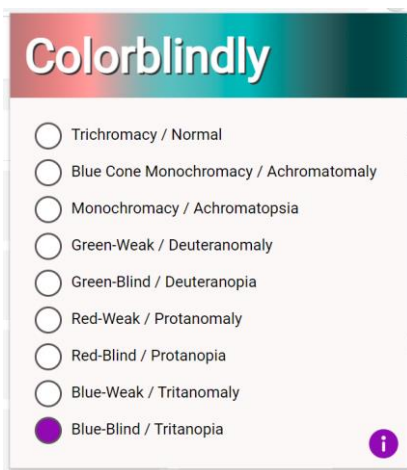 Colorblindly
Trichromacy / Normal
Blue Cone Monochromacy / Achromatomaly
Monochromacy / Achromatopsia
Green-Weak / Deuteranomaly
Green-Blind / Deuteranopia
Red-Weak / Protanomaly
Red-Blind / Protanopia
Blue-Weak / Tritanomaly
Blue-Blind / Tritanopia
i